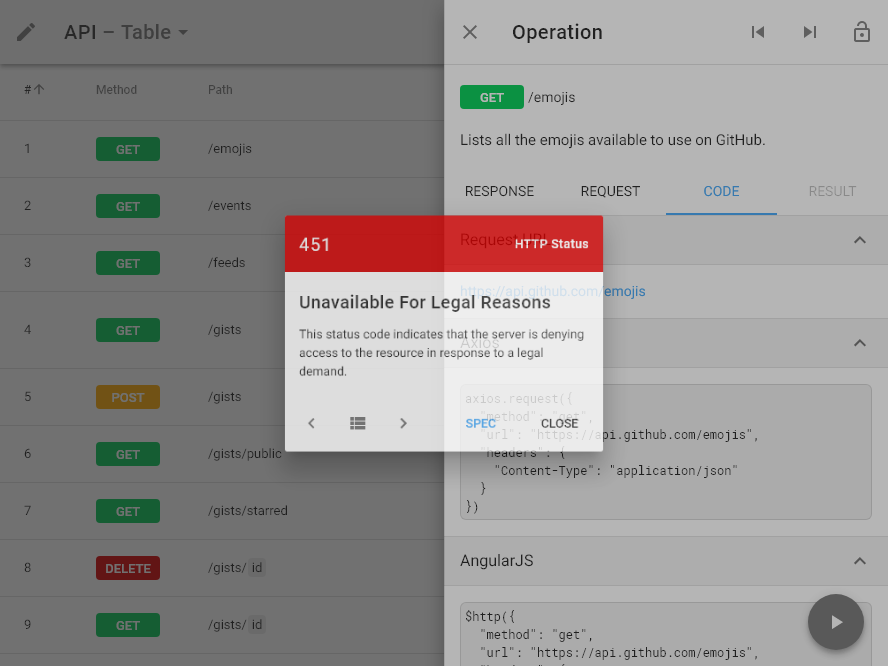 API – Table
# Method Path
1 GET /emojis
2 GET /events
3 GET /feeds
4 GET /gists
5 POST /gists
6 GET /gists/public
7 GET /gists/starred
8 DELETE /gists/ id
9 GET /gists/ id
Operation
GET /emojis
Lists all the emojis available to use on GitHub.
RESPONSE REQUEST CODE RESULT
Request URL
https://api.github.com/emojis
Axios
axios.request({
"method": "get",
"url": "https://api.github.com/emojis",
"headers": {
"Content-Type": "application/json"
}
})
AngularJS
$http({
"method": "get",
"url": "https://api.github.com/emojis",
451 HTTP Status
Unavailable For Legal Reasons
This status code indicates that the server is denying
access to the resource in response to a legal
demand.
SPEC CLOSE